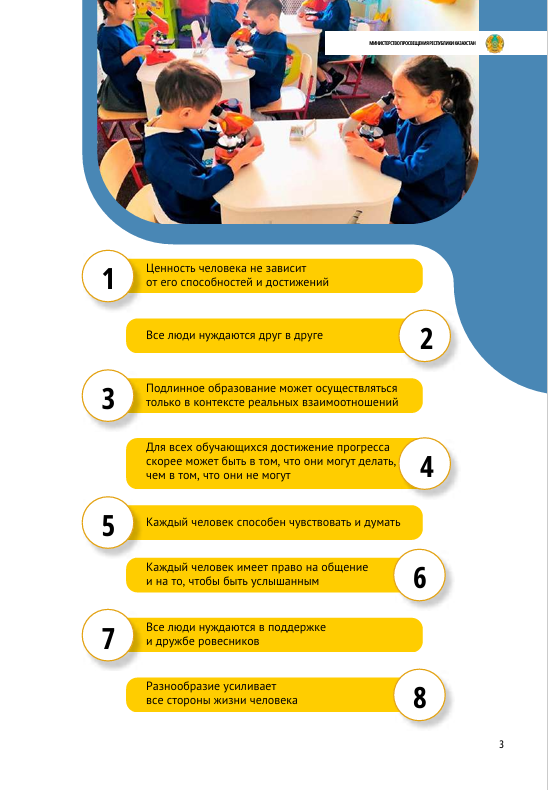 МИНИСТЕРСТВО ПРОСВЕЩЕНИЯ РЕСПУБЛИКИ КАЗАХСТАН
1
Ценность человека не зависит
от его способностей и достижений
Все люди нуждаются друг в друге
2
3
Подлинное образование может осуществляться
только в контексте реальных взаимоотношений
Для всех обучающихся достижение прогресса
скорее может быть в том, что они могут делать,
чем в том, что они не могут
4
5
Каждый человек способен чувствовать и думать
Каждый человек имеет право на общение
и на то, чтобы быть услышанным
6
7
Все люди нуждаются в поддержке
и дружбе ровесников
Разнообразие усиливает
все стороны жизни человека
8
3